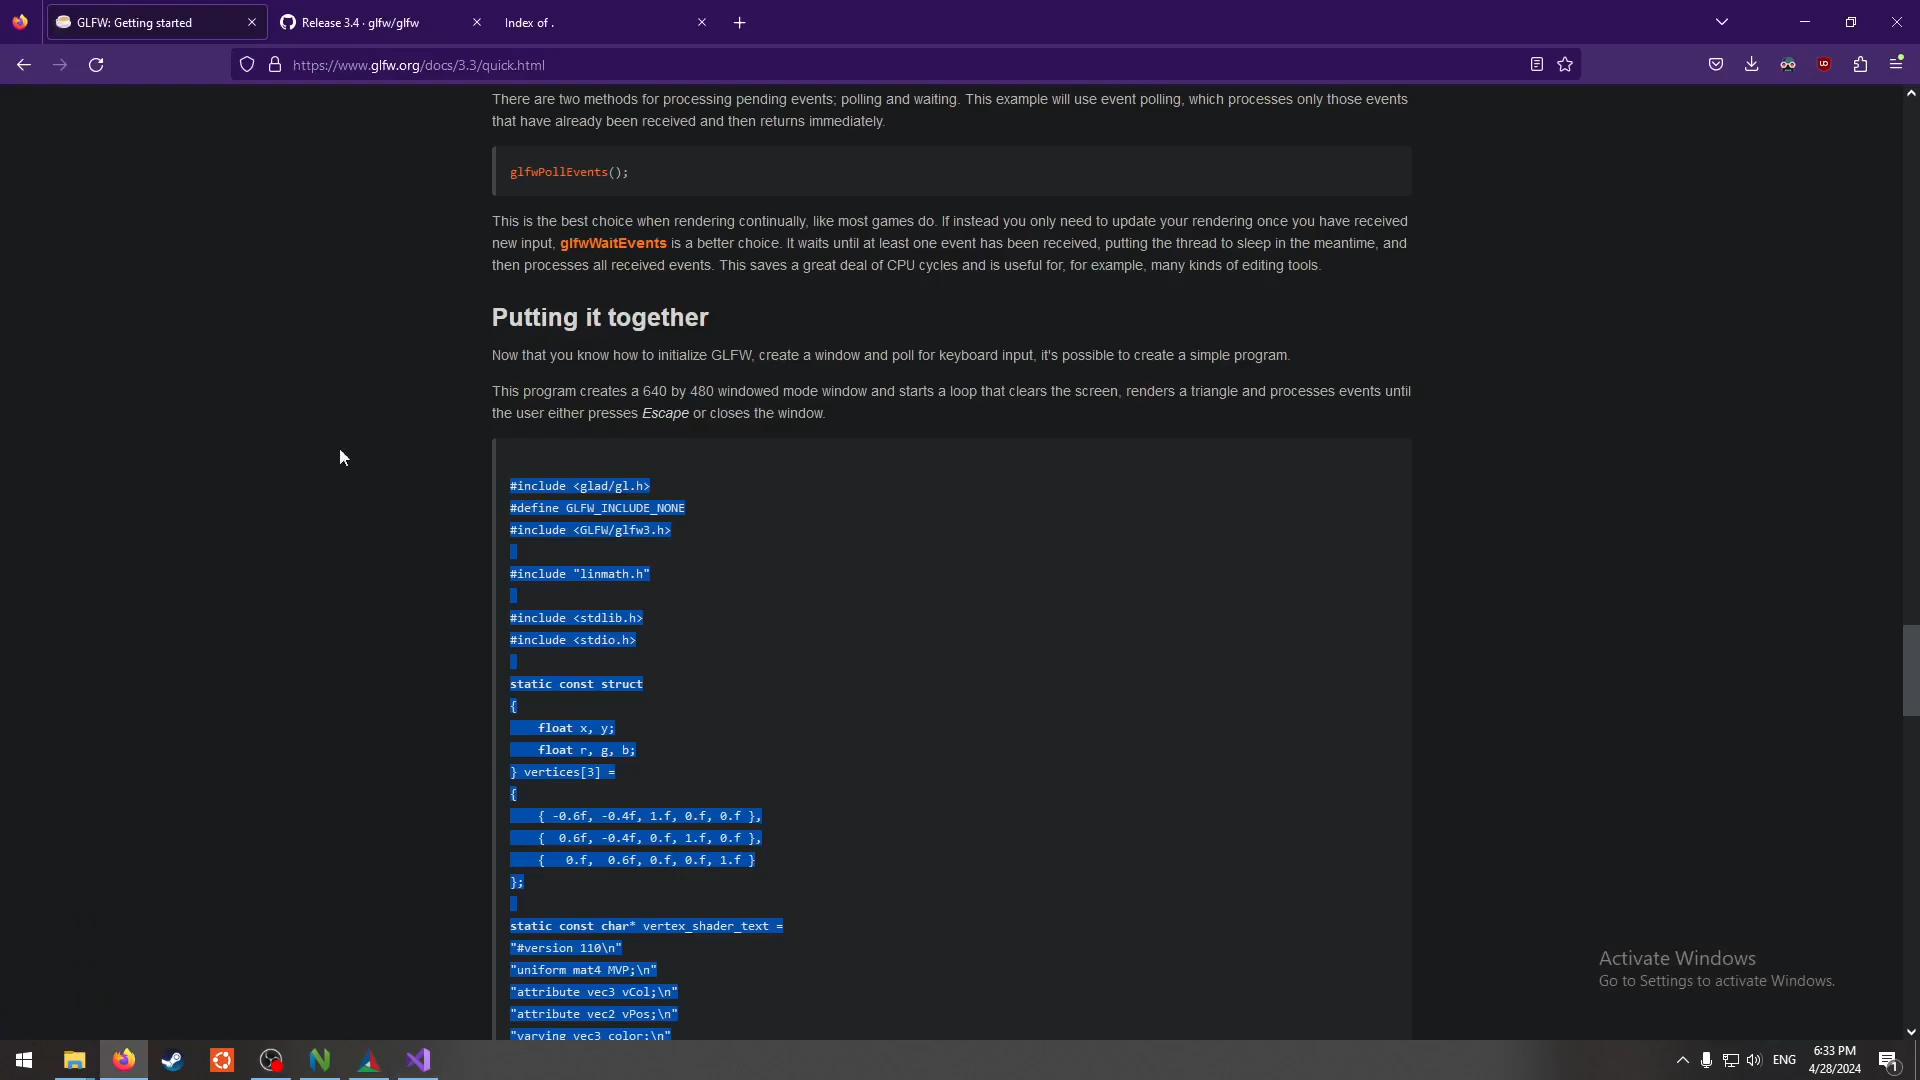 GLFW: Getting started
Release 3.4 · glfw/glfw
Index of .
https://www.glfw.org/docs/3.3/quick.html
There are two methods for processing pending events; polling and waiting. This example will use event polling, which processes only those events
that have already been received and then returns immediately.
glfwPollEvents();
This is the best choice when rendering continually, like most games do. If instead you only need to update your rendering once you have received
new input, glfwWaitEvents is a better choice. It waits until at least one event has been received, putting the thread to sleep in the meantime, and
then processes all received events. This saves a great deal of CPU cycles and is useful for, for example, many kinds of editing tools.
Putting it together
Now that you know how to initialize GLFW, create a window and poll for keyboard input, it's possible to create a simple program.
This program creates a 640 by 480 windowed mode window and starts a loop that clears the screen, renders a triangle and processes events until
the user either presses Escape or closes the window.
#include <glad/gl.h>
#define GLFW_INCLUDE_NONE
#include <GLFW/glfw3.h>
#include "linmath.h"
#include <stdlib.h>
#include <stdio.h>
static const struct
{
    float x, y;
    float r, g, b;
} vertices[3] =
{
    { -0.6f, -0.4f, 1.f, 0.f, 0.f },
    {  0.6f, -0.4f, 0.f, 1.f, 0.f },
    {   0.f,  0.6f, 0.f, 0.f, 1.f }
};
static const char* vertex_shader_text =
"#version 110\n"
"uniform mat4 MVP;\n"
"attribute vec3 vCol;\n"
"attribute vec2 vPos;\n"
"varying vec3 color;\n"
Activate Windows
Go to Settings to activate Windows.
ENG
6:33 PM
4/28/2024
1